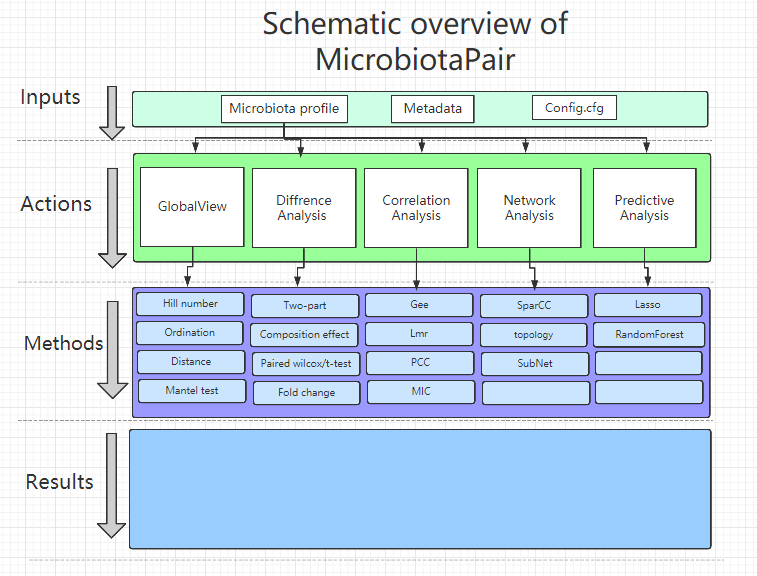 Schematic overview of
MicrobiotaPair
Inputs
Microbiota profile
Metadata
Config.cfg
Actions
GlobalView
Diffrence
Analysis
Correlation
Analysis
Network
Analysis
Predictive
Analysis
Methods
Hill number
Two-part
Gee
SparCC
Lasso
Ordination
Composition effect
Lmr
topology
RandomForest
Distance
Paired wilcox/t-test
PCC
SubNet
Mantel test
Fold change
MIC
Results